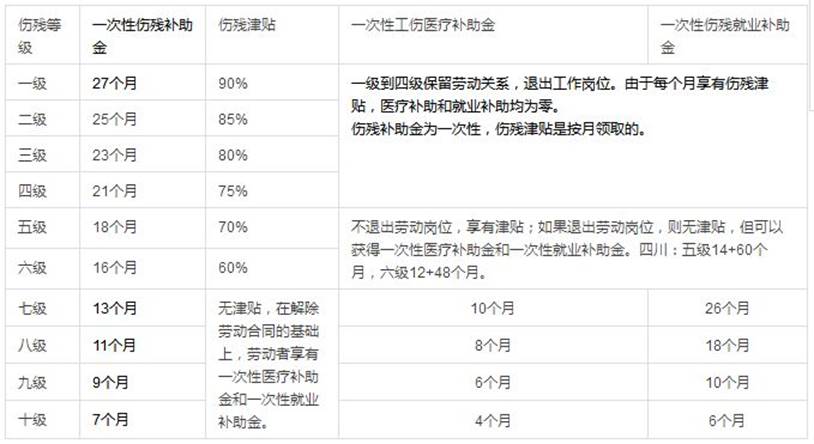 伤残等级
一次性伤残补助金
伤残津贴
一次性工伤医疗补助金
一次性伤残就业补助金
一级
27个月
90%
一级到四级保留劳动关系，退出工作岗位。由于每个月享有伤残津
贴，医疗补助和就业补助均为零。
伤残补助金为一次性，伤残津贴是按月领取的。
二级
25个月
85%
三级
23个月
80%
四级
21个月
75%
五级
18个月
70%
不退出劳动岗位，享有津贴；如果退出劳动岗位，则无津贴，但可以
获得一次性医疗补助金和一次性就业补助金。四川：五级14+60个
月，六级12+48个月。
六级
16个月
60%
七级
13个月
无津贴，在解除
劳动合同的基础
上，劳动者享有
一次性医疗补助
金和一次性就业
补助金。
10个月
26个月
八级
11个月
8个月
18个月
九级
9个月
6个月
10个月
十级
7个月
4个月
6个月